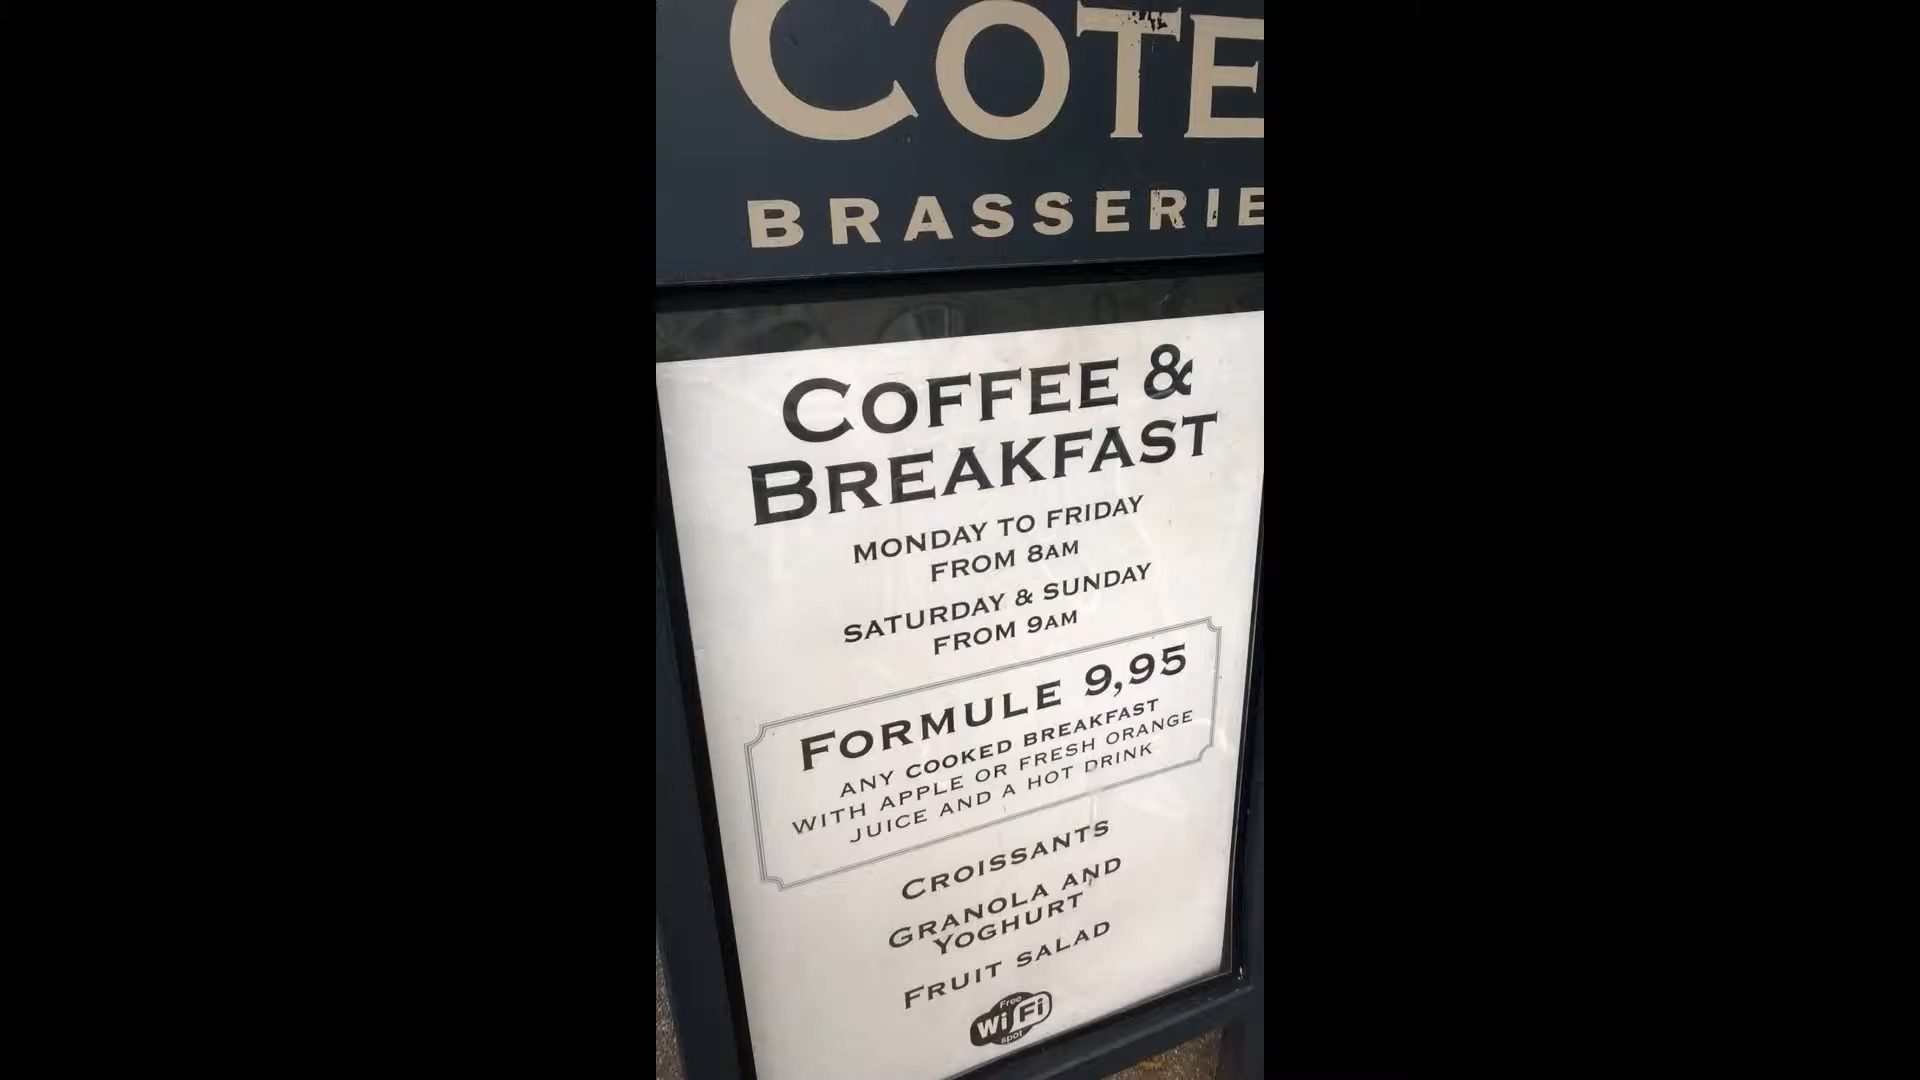 COTE
BRASSERIE
COFFEE &
BREAKFAST
MONDAY TO FRIDAY
FROM 8AM
SATURDAY & SUNDAY
FROM 9AM
FORMULE 9,95
ANY COOKED BREAKFAST
WITH APPLE OR FRESH ORANGE
JUICE AND A HOT DRINK
CROISSANTS
GRANOLA AND
YOGHURT
FRUIT SALAD
Free
Wi Fi
spot